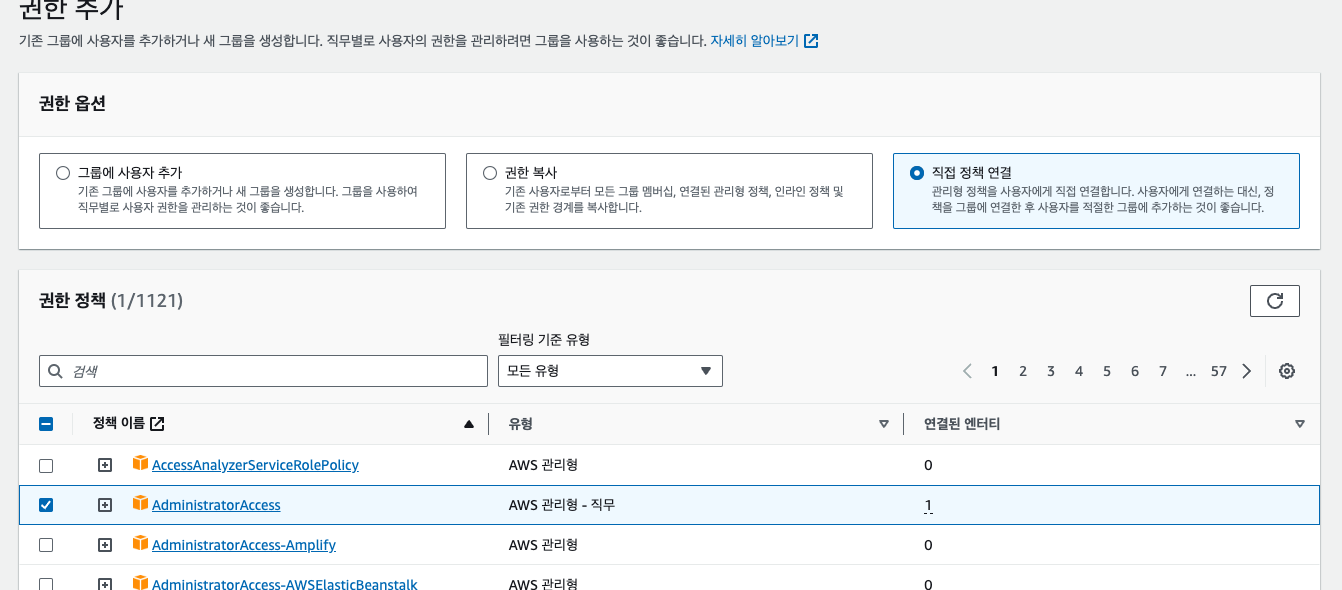 권한 추가
기존 그룹에 사용자를 추가하거나 새 그룹을 생성합니다. 직무별로 사용자의 권한을 관리하려면 그룹을 사용하는 것이 좋습니다. 자세히 알아보기
권한 옵션
그룹에 사용자 추가
기존 그룹에 사용자를 추가하거나 새 그룹을 생성합니다. 그룹을 사용하여
직무별로 사용자 권한을 관리하는 것이 좋습니다.
권한 복사
기존 사용자로부터 모든 그룹 멤버십, 연결된 관리형 정책, 인라인 정책 및
기존 권한 경계를 복사합니다.
직접 정책 연결
관리형 정책을 사용자에게 직접 연결합니다. 사용자에게 연결하는 대신, 정
책을 그룹에 연결한 후 사용자를 적절한 그룹에 추가하는 것이 좋습니다.
권한 정책 (1/1121)
필터링 기준 유형
검색
모든 유형
1 2 3 4 5 6 7 ... 57
정책 이름 유형 연결된 엔터티
AccessAnalyzerServiceRolePolicy AWS 관리형 0
AdministratorAccess AWS 관리형 - 직무 1
AdministratorAccess-Amplify AWS 관리형 0
AdministratorAccess-AWSElasticBeanstalk AWS 관리형 0